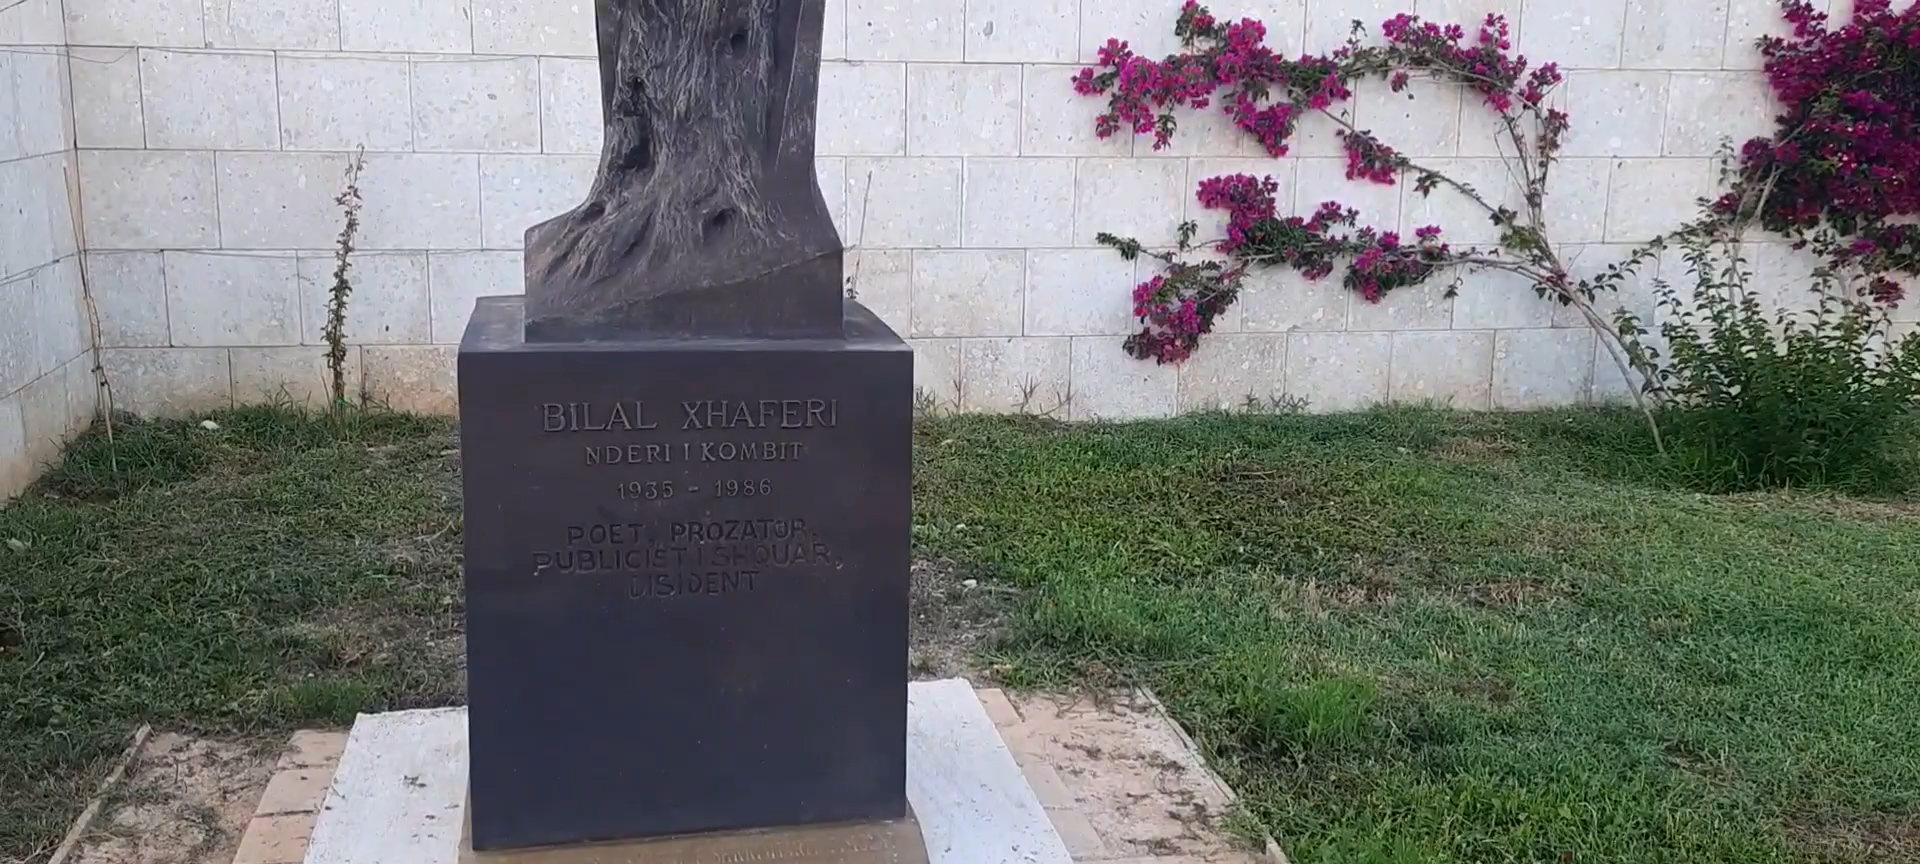 BILAL XHAFERI
NDERI I KOMBIT
1935 - 1986
POET, PROZATOR,
PUBLICIST I SHQUAR,
DISIDENT